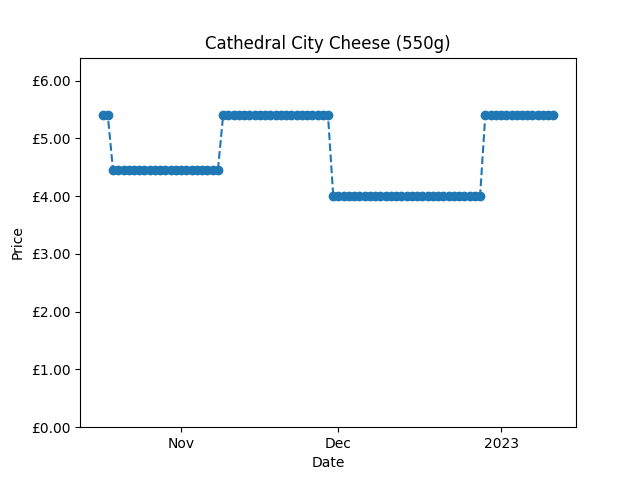 Cathedral City Cheese (550g)
£6.00
£5.00
£4.00
£3.00
£2.00
£1.00
£0.00
Price
Nov
Dec
2023
Date